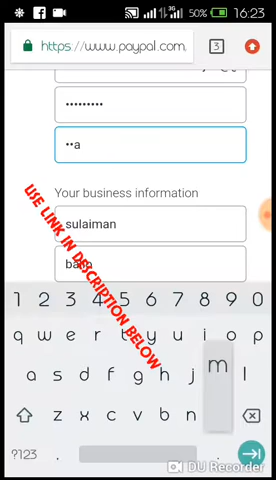 3G 50% 16:23
https://www.paypal.com,
3
•••••••••
••a
Your business information
sulaiman
USE LINK IN DESCRIPTION BELOW
1 2 3 4 5 6 7 8 9 0
q w e r t y u i o p
a s d f g h j m l
z x c v b n
?123 , .
DU Recorder